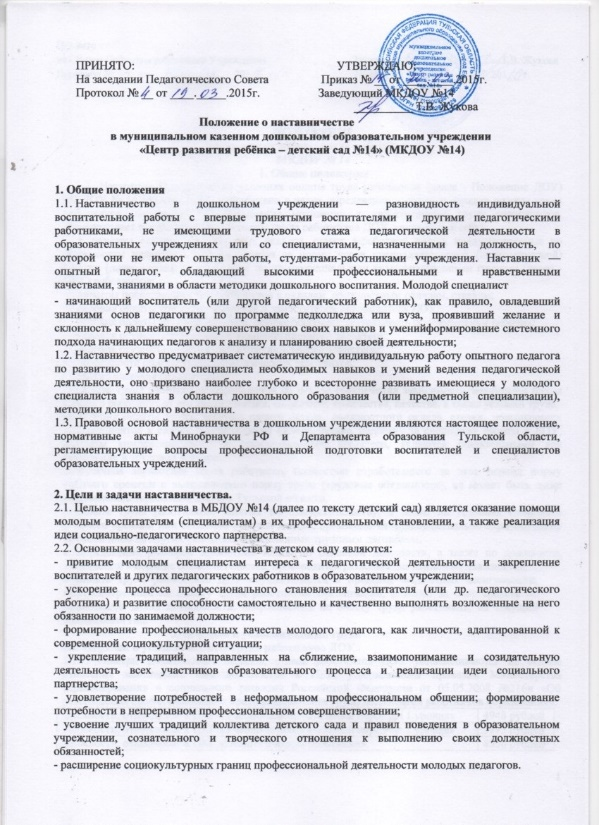 ПРИНЯТО: УТВЕРЖДАЮ:
На заседании Педагогического Совета Приказ № от .2015г.
Протокол № 4 от 19 . 03 .2015г. Заведующий МКДОУ №14
Т.В. Жукова
Положение о наставничестве
в муниципальном казенном дошкольном образовательном учреждении
«Центр развития ребёнка – детский сад №14» (МКДОУ №14)
1. Общие положения
1.1. Наставничество в дошкольном учреждении — разновидность индивидуальной
воспитательной работы с впервые принятыми воспитателями и другими педагогическими
работниками, не имеющими трудового стажа педагогической деятельности в
образовательных учреждениях или со специалистами, назначенными на должность, по
которой они не имеют опыта работы, студентами-работниками учреждения. Наставник —
опытный педагог, обладающий высокими профессиональными и нравственными
качествами, знаниями в области методики дошкольного воспитания. Молодой специалист
- начинающий воспитатель (или другой педагогический работник), как правило, овладевший
знаниями основ педагогики по программе педколледжа или вуза, проявивший желание и
склонность к дальнейшему совершенствованию своих навыков и уменийформирование системного
подхода начинающих педагогов к анализу и планированию своей деятельности;
1.2. Наставничество предусматривает систематическую индивидуальную работу опытного педагога
по развитию у молодого специалиста необходимых навыков и умений ведения педагогической
деятельности, оно призвано наиболее глубоко и всесторонне развивать имеющиеся у молодого
специалиста знания в области дошкольного образования (или предметной специализации),
методики дошкольного воспитания.
1.3. Правовой основой наставничества в дошкольном учреждении являются настоящее положение,
нормативные акты Минобрнауки РФ и Департамента образования Тульской области,
регламентирующие вопросы профессиональной подготовки воспитателей и специалистов
образовательных учреждений.
2. Цели и задачи наставничества.
2.1. Целью наставничества в МБДОУ №14 (далее по тексту детский сад) является оказание помощи
молодым воспитателям (специалистам) в их профессиональном становлении, а также реализация
идеи социально-педагогического партнерства.
2.2. Основными задачами наставничества в детском саду являются:
- привитие молодым специалистам интереса к педагогической деятельности и закрепление
воспитателей и других педагогических работников в образовательном учреждении;
- ускорение процесса профессионального становления воспитателя (или др. педагогического
работника) и развитие способности самостоятельно и качественно выполнять возложенные на него
обязанности по занимаемой должности;
- формирование профессиональных качеств молодого педагога, как личности, адаптированной к
современной социокультурной ситуации;
- укрепление традиций, направленных на сближение, взаимопонимание и созидательную
деятельность всех участников образовательного процесса и реализации идеи социального
партнерства;
- удовлетворение потребностей в неформальном профессиональном общении; формирование
потребности в непрерывном профессиональном совершенствовании;
- усвоение лучших традиций коллектива детского сада и правил поведения в образовательном
учреждении, сознательного и творческого отношения к выполнению своих должностных
обязанностей;
- расширение социокультурных границ профессиональной деятельности молодых педагогов.